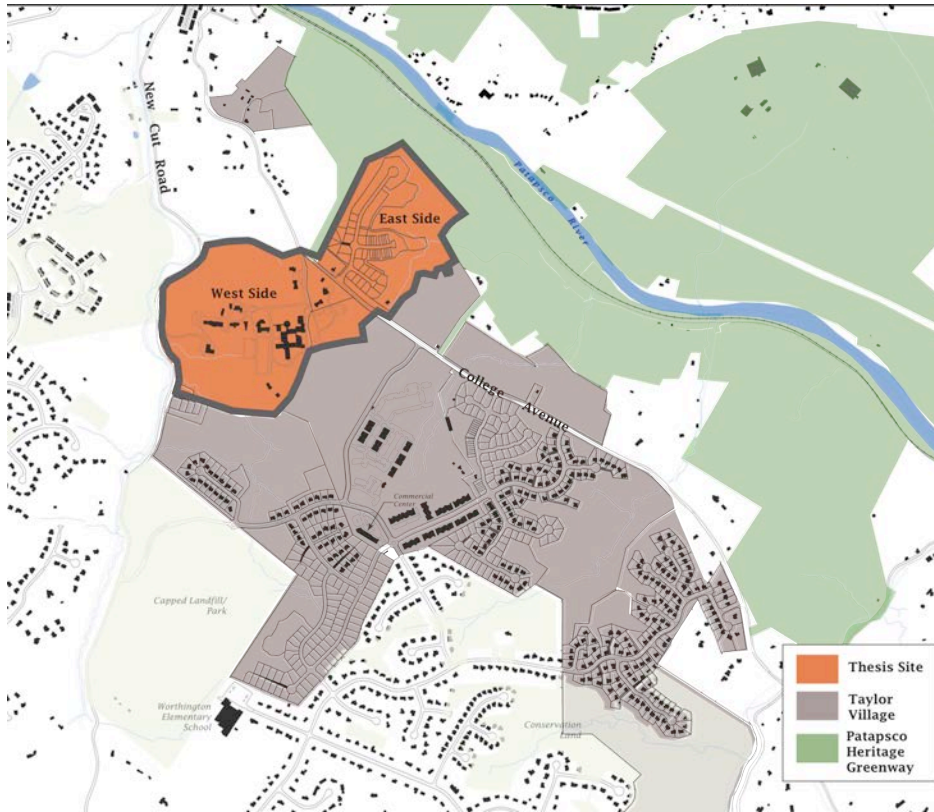 New Cut Road
Patapsco River
East Side
West Side
College Avenue
Commercial
Center
Capped Landfill/
Park
Worthington
Elementary
School
Conservation
Land
Thesis Site
Taylor
Village
Patapsco
Heritage
Greenway